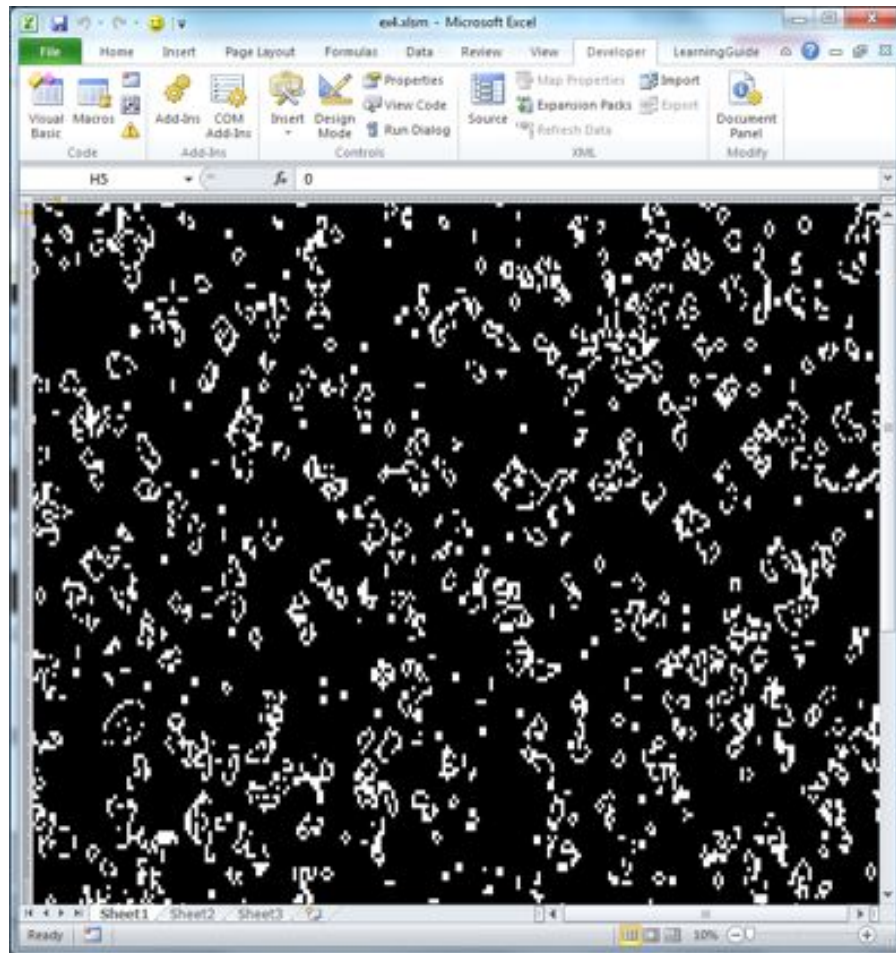 ex4.xlsm - Microsoft Excel
File Home Insert Page Layout Formulas Data Review View Developer LearningGuide
Visual Basic
Macros
Add-Ins
COM Add-Ins
Insert
Design Mode
Properties
View Code
Run Dialog
Source
Map Properties
Expansion Packs
Refresh Data
Import
Export
Document Panel
Code Add-Ins Controls XML Modify
H5 fx 0
Sheet1 Sheet2 Sheet3
Ready 10%